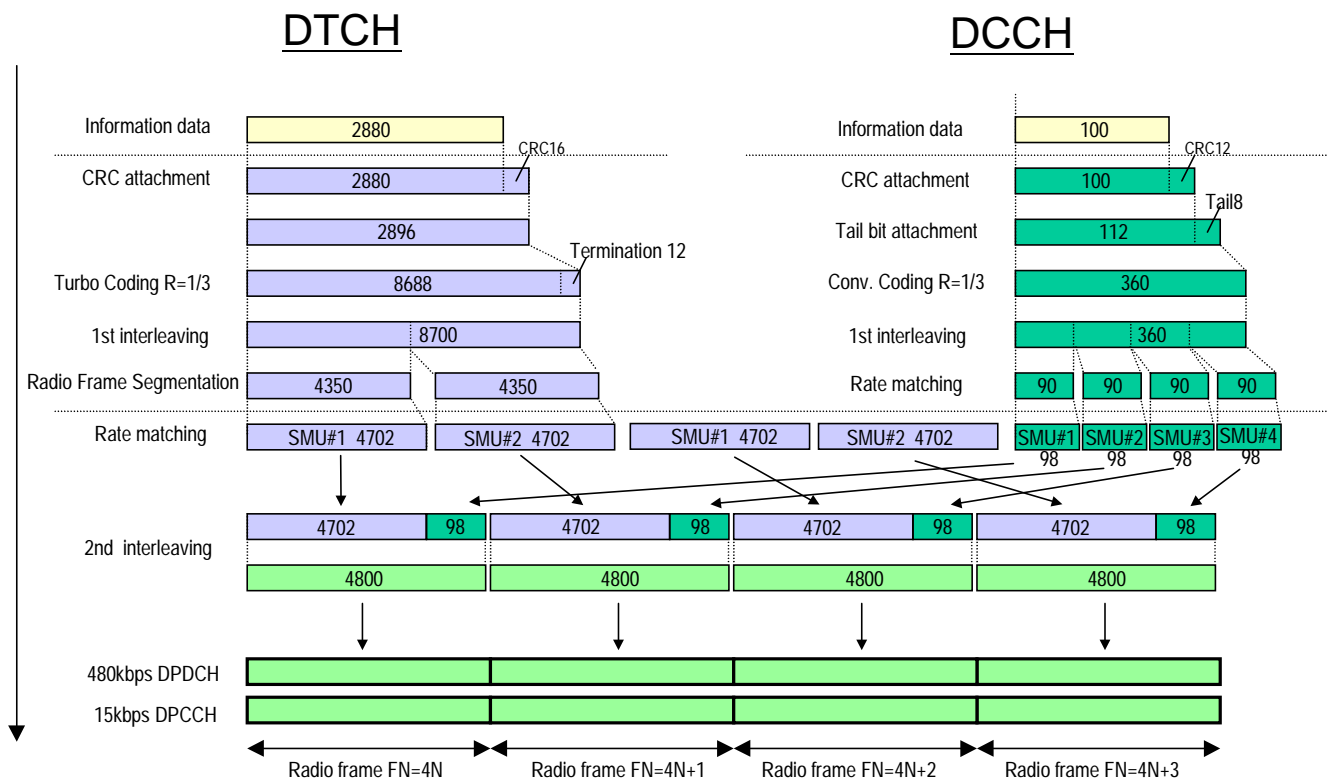 DTCH
DCCH
Information data
2880
Information data
100
CRC16
CRC12
CRC attachment
2880
CRC attachment
100
Tail8
2896
Tail bit attachment
112
Termination 12
Turbo Coding R=1/3
8688
Conv. Coding R=1/3
360
1st interleaving
8700
1st interleaving
360
Radio Frame Segmentation
4350
4350
Rate matching
90
90
90
90
Rate matching
SMU#1 4702
SMU#2 4702
SMU#1 4702
SMU#2 4702
SMU#1
98
SMU#2
98
SMU#3
98
SMU#4
98
2nd interleaving
4702
98
4702
98
4702
98
4702
98
4800
4800
4800
4800
480kbps DPDCH
15kbps DPCCH
Radio frame FN=4N
Radio frame FN=4N+1
Radio frame FN=4N+2
Radio frame FN=4N+3